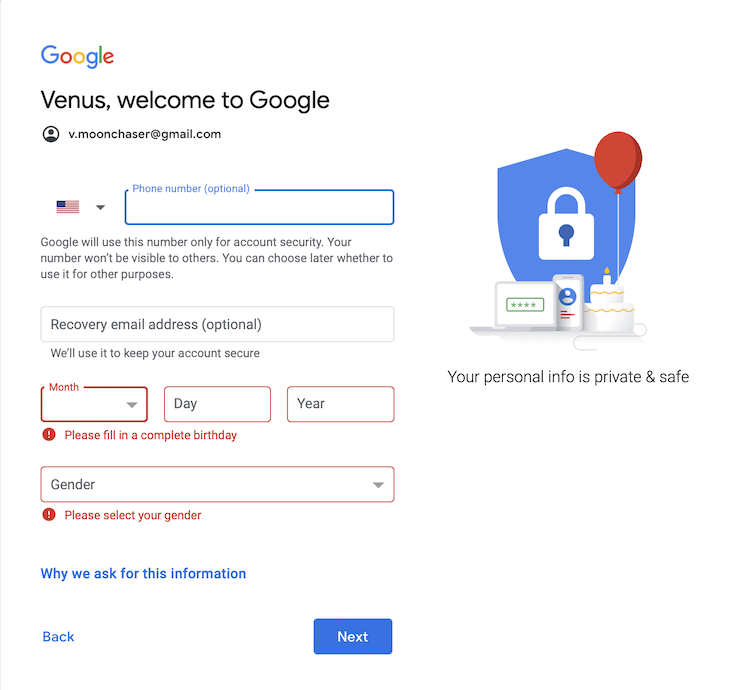 Google
Venus, welcome to Google
v.moonchaser@gmail.com
Phone number (optional)
Google will use this number only for account security. Your
number won't be visible to others. You can choose later whether to
use it for other purposes.
Recovery email address (optional)
We'll use it to keep your account secure
Month
Day
Year
Please fill in a complete birthday
Gender
Please select your gender
Why we ask for this information
Back
Next
****
Your personal info is private & safe